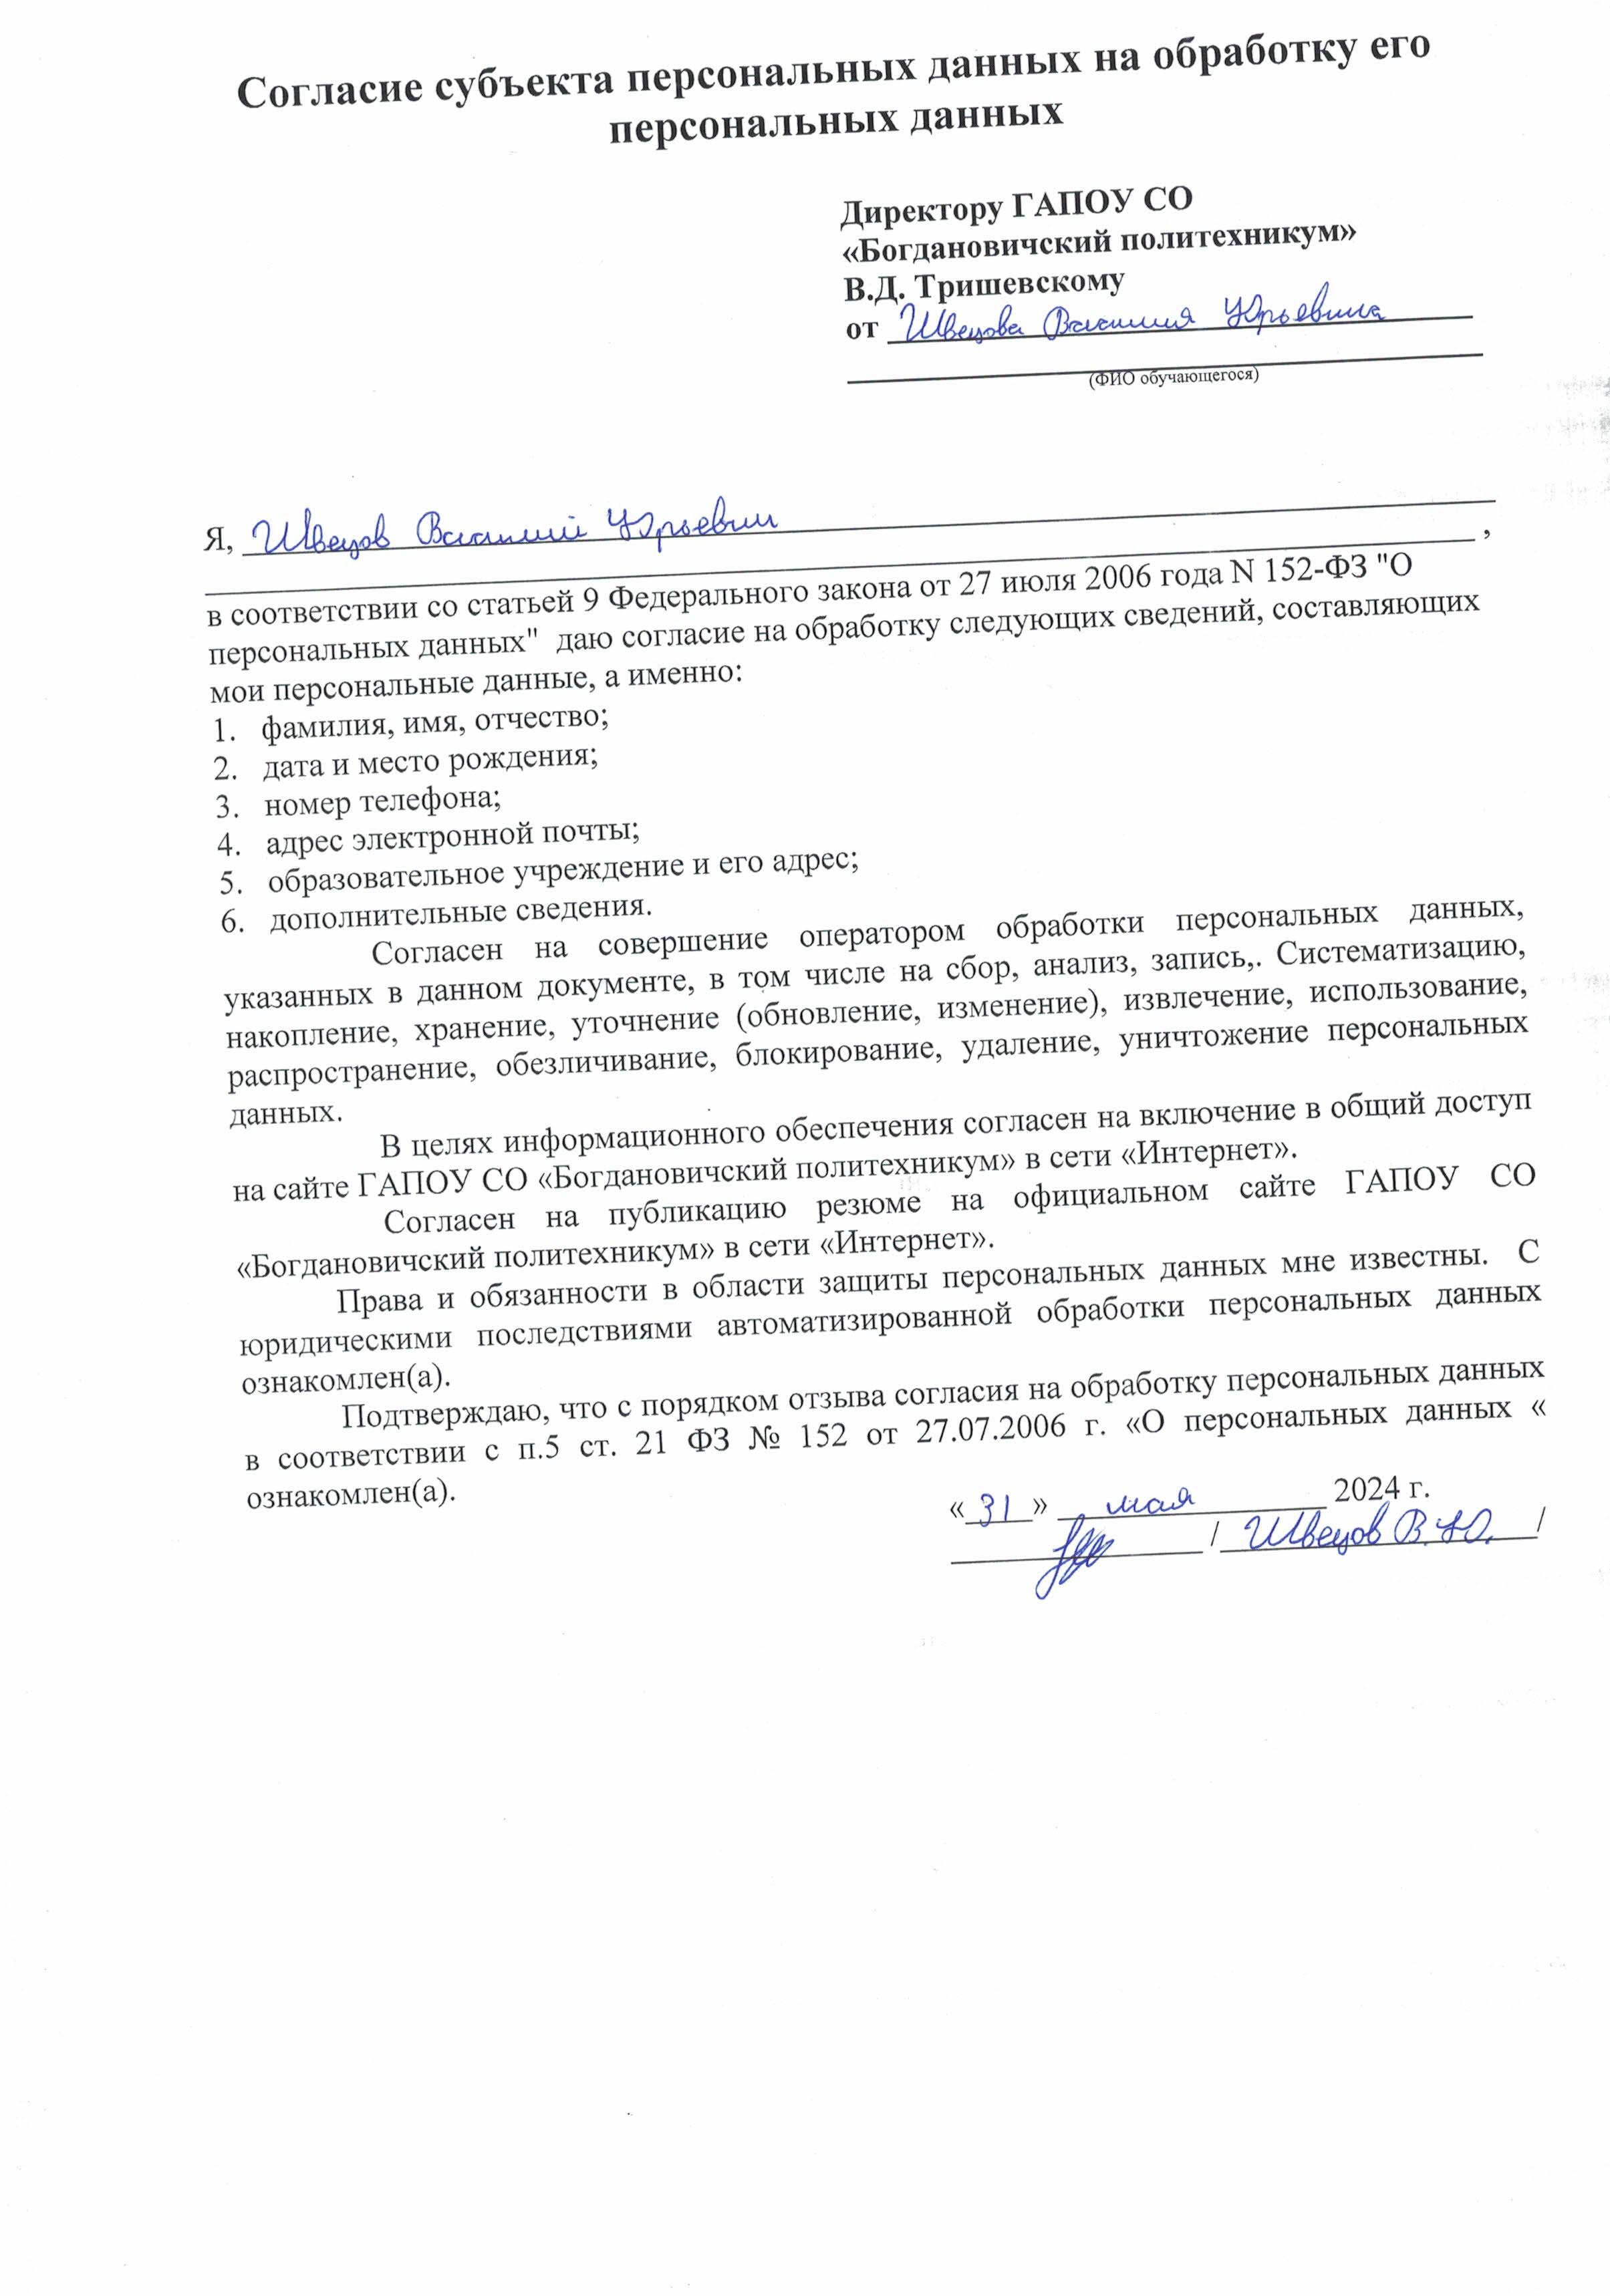 Согласие субъекта персональных данных на обработку его
персональных данных
Директору ГАПОУ СО
«Богдановичский политехникум»
В.Д. Тришевскому
от Швецова Василия Юрьевича
(ФИО обучающегося)
Я, Швецов Василий Юрьевич
,
в соответствии со статьей 9 Федерального закона от 27 июля 2006 года N 152-ФЗ "О
персональных данных" даю согласие на обработку следующих сведений, составляющих
мои персональные данные, а именно:
1. фамилия, имя, отчество;
2. дата и место рождения;
3. номер телефона;
4. адрес электронной почты;
5. образовательное учреждение и его адрес;
6. дополнительные сведения.
Согласен на совершение оператором обработки персональных данных,
указанных в данном документе, в том числе на сбор, анализ, запись,. Систематизацию,
накопление, хранение, уточнение (обновление, изменение), извлечение, использование,
распространение, обезличивание, блокирование, удаление, уничтожение персональных
данных.
В целях информационного обеспечения согласен на включение в общий доступ
на сайте ГАПОУ СО «Богдановичский политехникум» в сети «Интернет».
Согласен на публикацию резюме на официальном сайте ГАПОУ СО
«Богдановичский политехникум» в сети «Интернет».
Права и обязанности в области защиты персональных данных мне известны. С
юридическими последствиями автоматизированной обработки персональных данных
ознакомлен(а).
Подтверждаю, что с порядком отзыва согласия на обработку персональных данных
в соответствии с п.5 ст. 21 ФЗ № 152 от 27.07.2006 г. «О персональных данных «
ознакомлен(а).
«31» мая 2024 г.
/ Швецов В.Ю. /